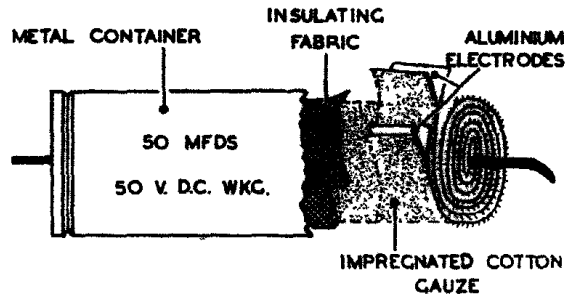 INSULATING
FABRIC
METAL CONTAINER
ALUMINIUM
ELECTRODES
50 MFDS
50 V. D.C. WKG.
IMPREGNATED COTTON
GAUZE